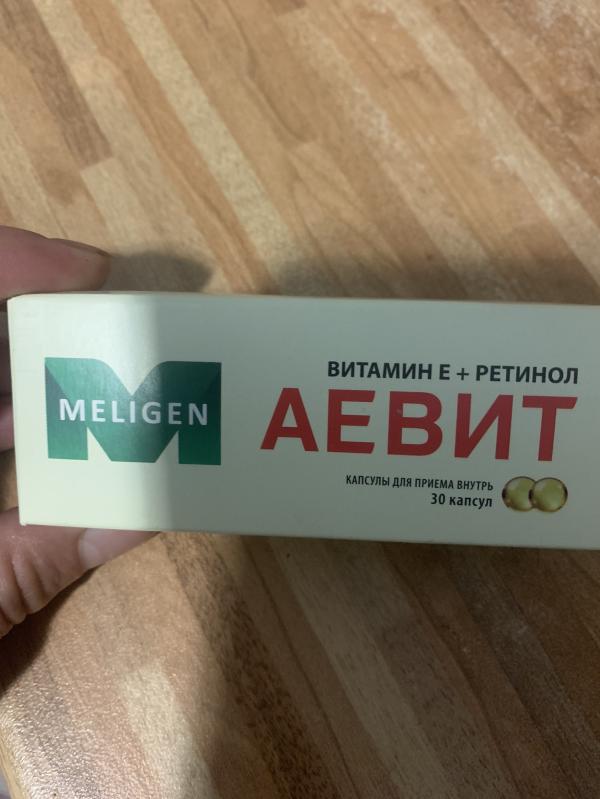 MELIGEN
ВИТАМИН Е + РЕТИНОЛ
АЕВИТ
КАПСУЛЫ ДЛЯ ПРИЕМА ВНУТРЬ
30 капсул